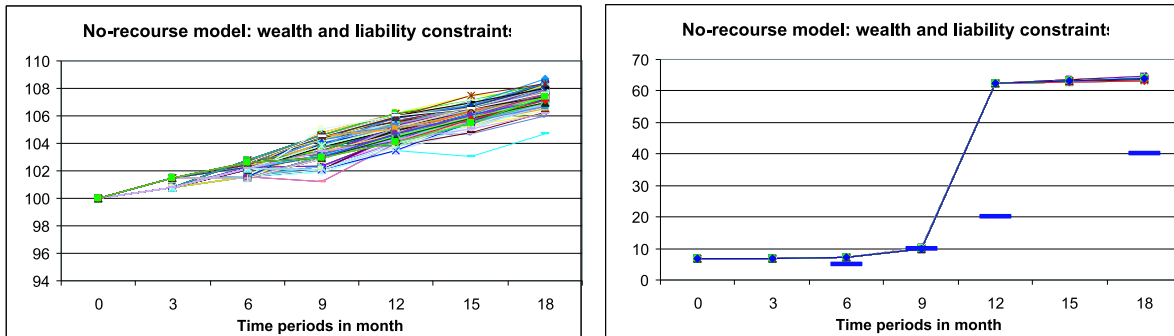 No-recourse model: wealth and liability constraints
110
108
106
104
102
100
98
96
94
0 3 6 9 12 15 18
Time periods in month
No-recourse model: wealth and liability constraints
70
60
50
40
30
20
10
0
0 3 6 9 12 15 18
Time periods in month